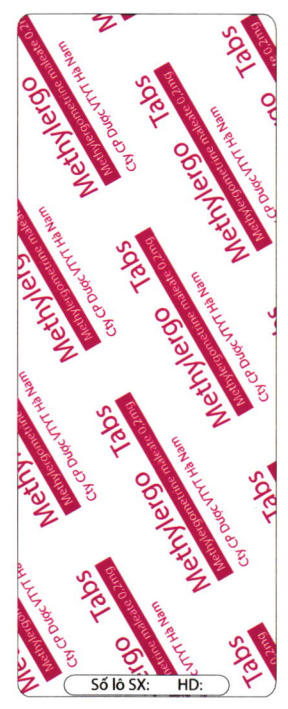 Methylergo Tabs
Methylergometrine maleate 0,2mg
Cty CP Dược VTYT Hà Nam
Methylergo Tabs
Methylergometrine maleate 0,2mg
Cty CP Dược VTYT Hà Nam
Methylergo Tabs
Methylergometrine maleate 0,2mg
Cty CP Dược VTYT Hà Nam
Methylergo Tabs
Methylergometrine maleate 0,2mg
Cty CP Dược VTYT Hà Nam
Số lô SX: HD: